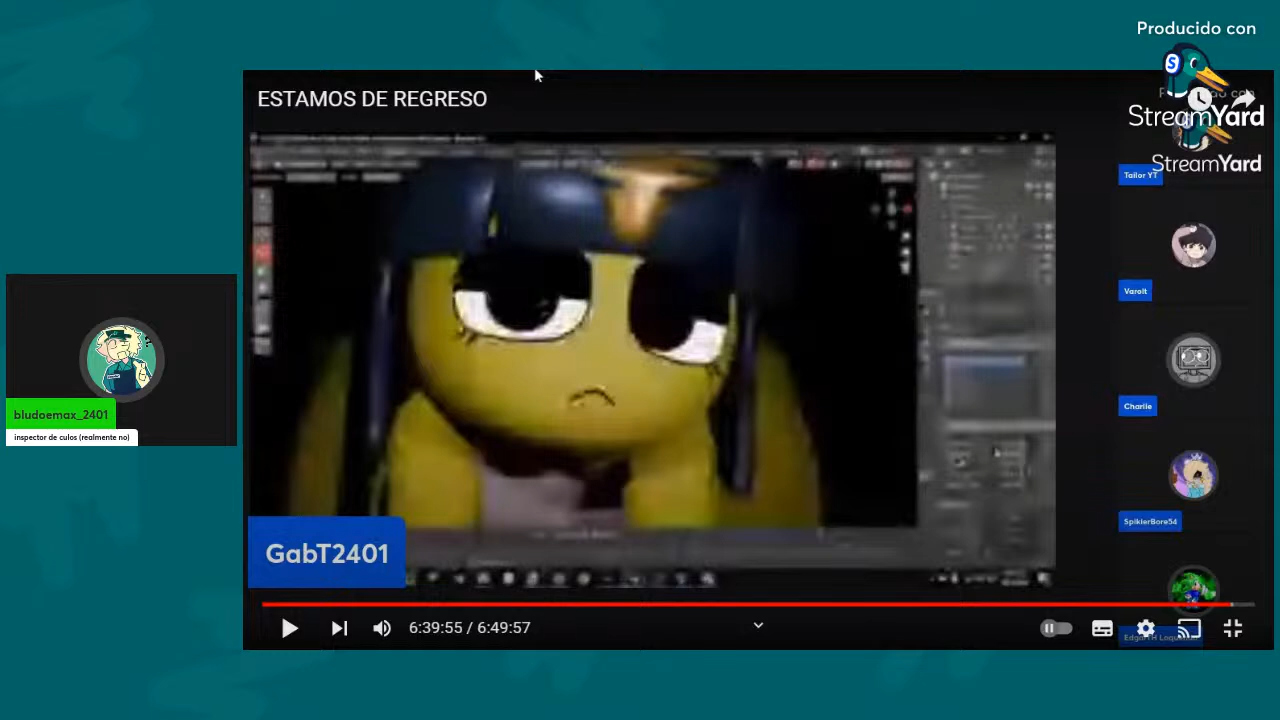 Producido con
StreamYard
StreamYard
ESTAMOS DE REGRESO
Tailor YT
Varolt
Charlie
SpikierBore54
bludoemax_2401
inspector de culos (realmente no)
GabT2401
6:39:55 / 6:49:57